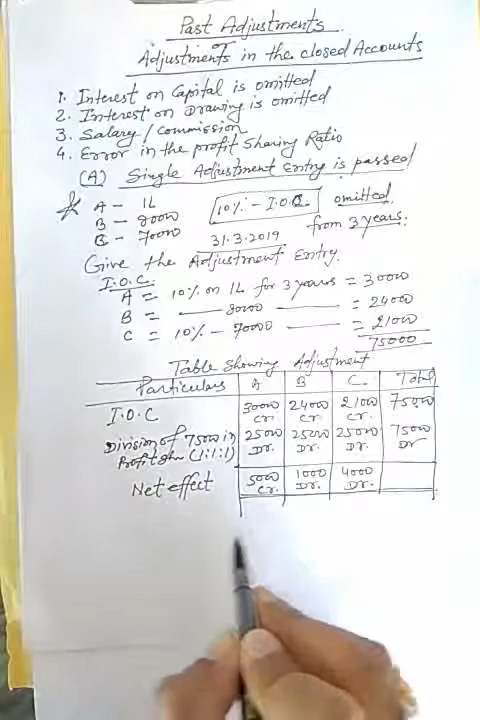 Past Adjustments
Adjustments in the closed Accounts
1. Interest on Capital is omitted
2. Interest on Drawing is omitted
3. Salary/commission
4. Error in the profit Sharing Ratio
(A) Single Adjustment Entry is passed
A - 1L
B - 80000
C - 70000
10% - I.O.C. omitted
31.3.2019 from 3 years.
Give the Adjustment Entry.
I.O.C.
A = 10% on 1L for 3 years = 30000
B = 80000 = 24000
C = 10% - 70000 = 21000
75000
Table Showing Adjustment
Particulars A B C Total
I.O.C 30000 Cr. 24000 Cr. 21000 Cr. 75000
Division of 75000 in Profit (1:1:1) 25000 Dr. 25000 Dr. 25000 Dr. 75000 Dr
Net effect 5000 Cr. 1000 Dr. 4000 Dr.